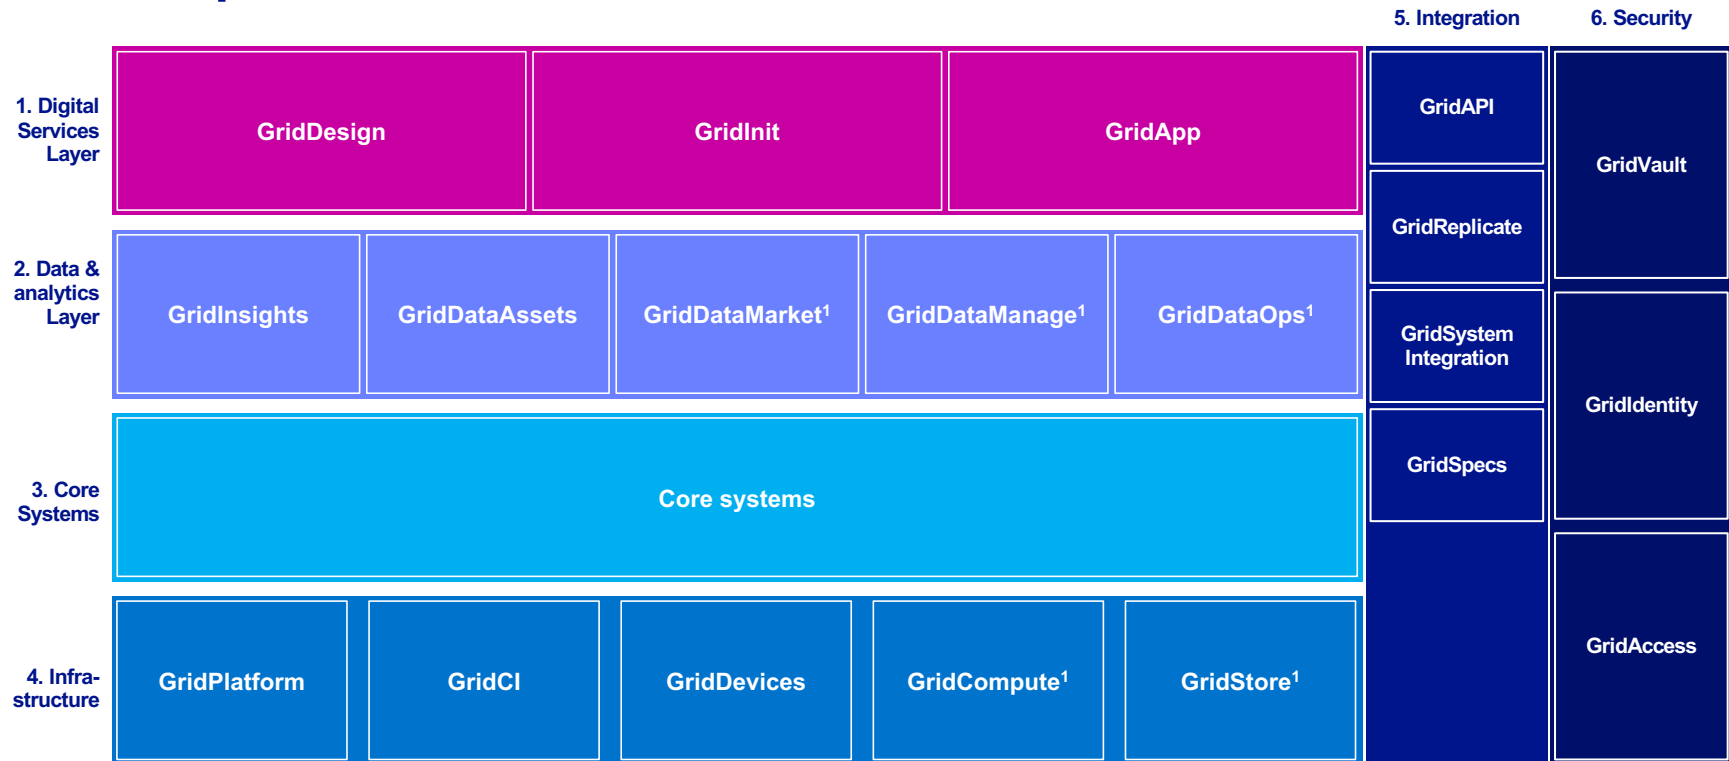 5. Integration
6. Security
1. Digital
Services
Layer
GridDesign
GridInit
GridApp
GridAPI
GridVault
GridReplicate
2. Data &
analytics
Layer
GridInsights
GridDataAssets
GridDataMarket¹
GridDataManage¹
GridDataOps¹
GridSystem
Integration
GridIdentity
GridSpecs
3. Core
Systems
Core systems
4. Infra-
structure
GridPlatform
GridCI
GridDevices
GridCompute¹
GridStore¹
GridAccess